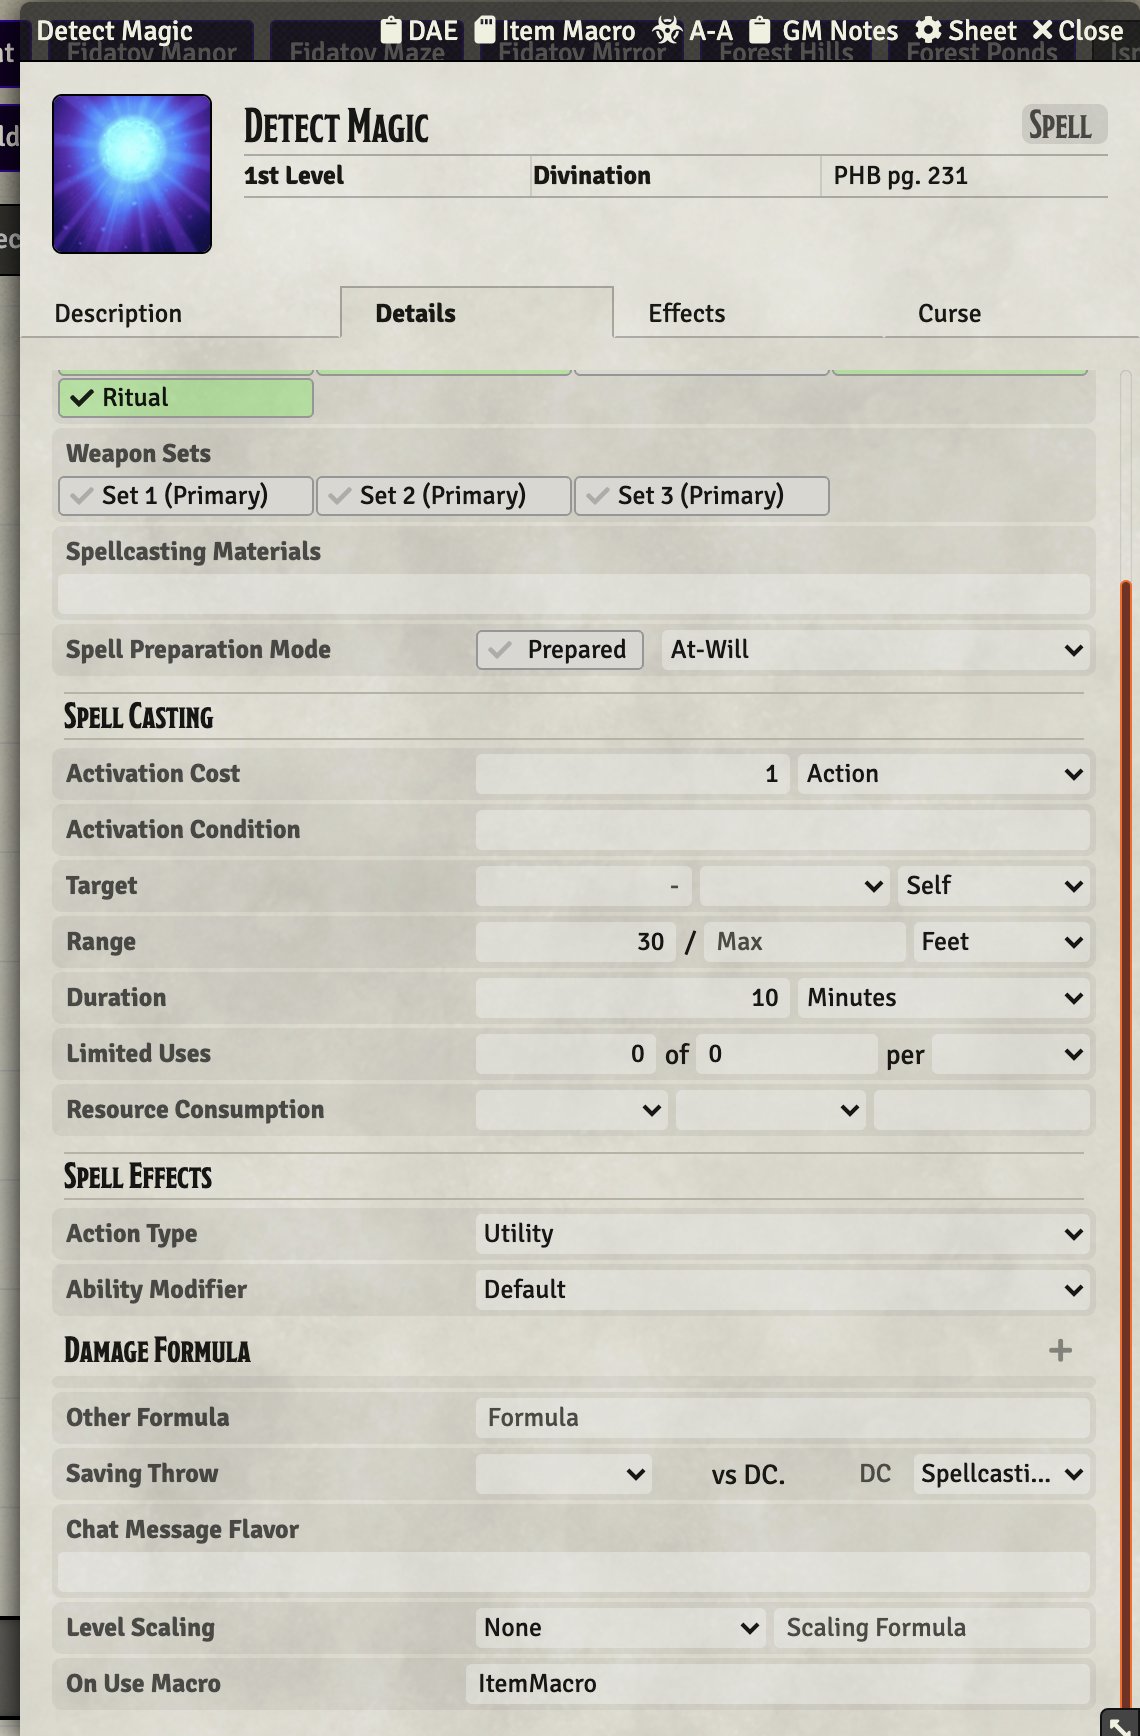 Detect Magic DAE Item Macro A-A GM Notes Sheet Close
Fidatov Manor Fidatov Maze Fidatov Mirror Forest Hills Forest Ponds
DETECT MAGIC SPELL
1st Level Divination PHB pg. 231
Description Details Effects Curse
Ritual
Weapon Sets
Set 1 (Primary) Set 2 (Primary) Set 3 (Primary)
Spellcasting Materials
Spell Preparation Mode Prepared At-Will
SPELL CASTING
Activation Cost 1 Action
Activation Condition
Target - Self
Range 30 / Max Feet
Duration 10 Minutes
Limited Uses 0 of 0 per
Resource Consumption
SPELL EFFECTS
Action Type Utility
Ability Modifier Default
DAMAGE FORMULA
Other Formula Formula
Saving Throw vs DC. DC Spellcasti...
Chat Message Flavor
Level Scaling None Scaling Formula
On Use Macro ItemMacro